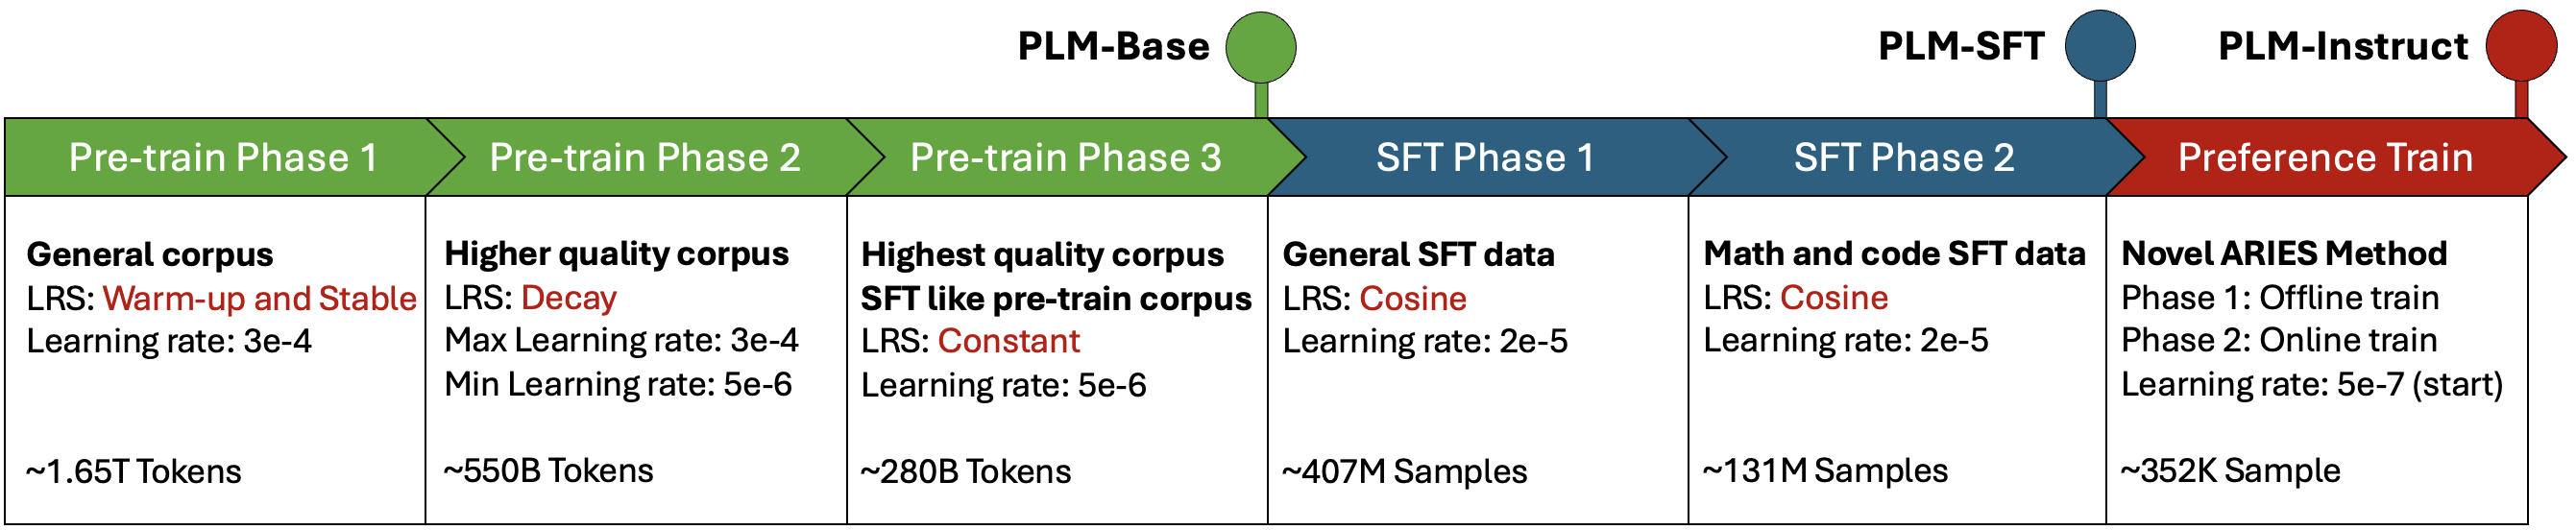 PLM-Base
PLM-SFT
PLM-Instruct
Pre-train Phase 1
Pre-train Phase 2
Pre-train Phase 3
SFT Phase 1
SFT Phase 2
Preference Train
General corpus
LRS: Warm-up and Stable
Learning rate: 3e-4
~1.65T Tokens
Higher quality corpus
LRS: Decay
Max Learning rate: 3e-4
Min Learning rate: 5e-6
~550B Tokens
Highest quality corpus
SFT like pre-train corpus
LRS: Constant
Learning rate: 5e-6
~280B Tokens
General SFT data
LRS: Cosine
Learning rate: 2e-5
~407M Samples
Math and code SFT data
LRS: Cosine
Learning rate: 2e-5
~131M Samples
Novel ARIES Method
Phase 1: Offline train
Phase 2: Online train
Learning rate: 5e-7 (start)
~352K Sample